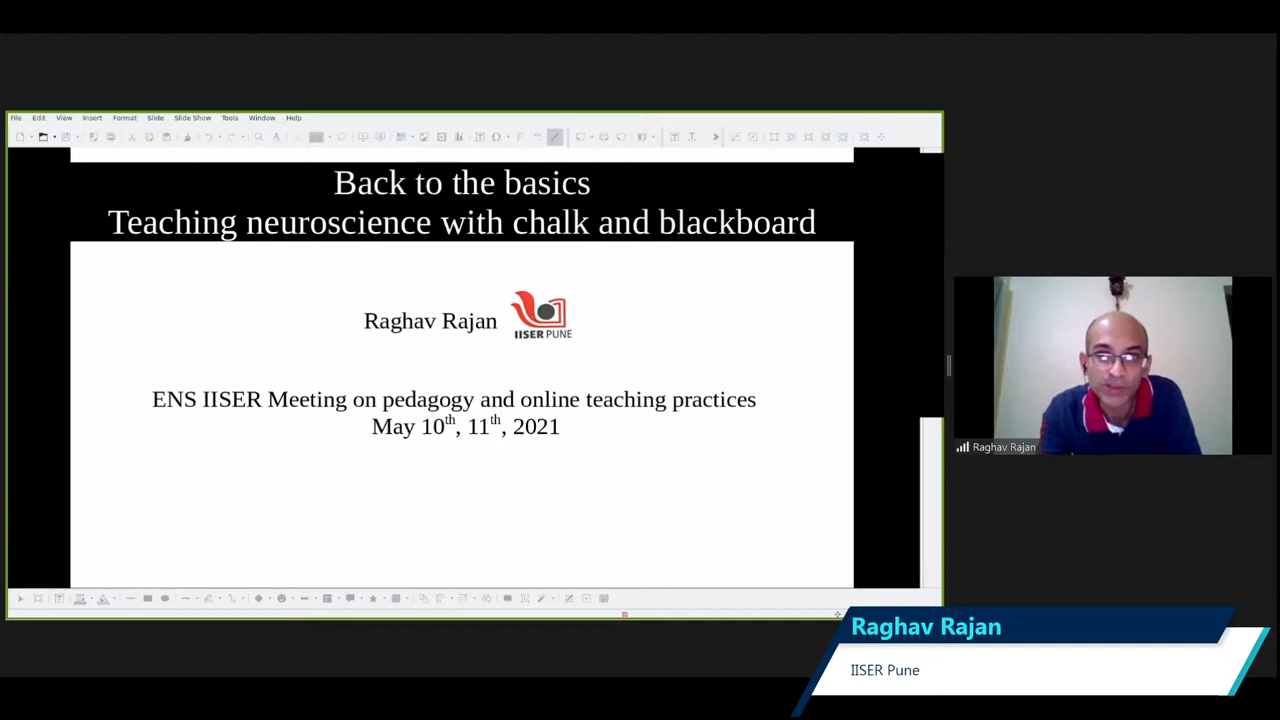 File Edit View Insert Format Slide Slide Show Tools Window Help
Back to the basics
Teaching neuroscience with chalk and blackboard
Raghav Rajan
IISER PUNE
ENS IISER Meeting on pedagogy and online teaching practices
May 10th, 11th, 2021
Raghav Rajan
Raghav Rajan
IISER Pune